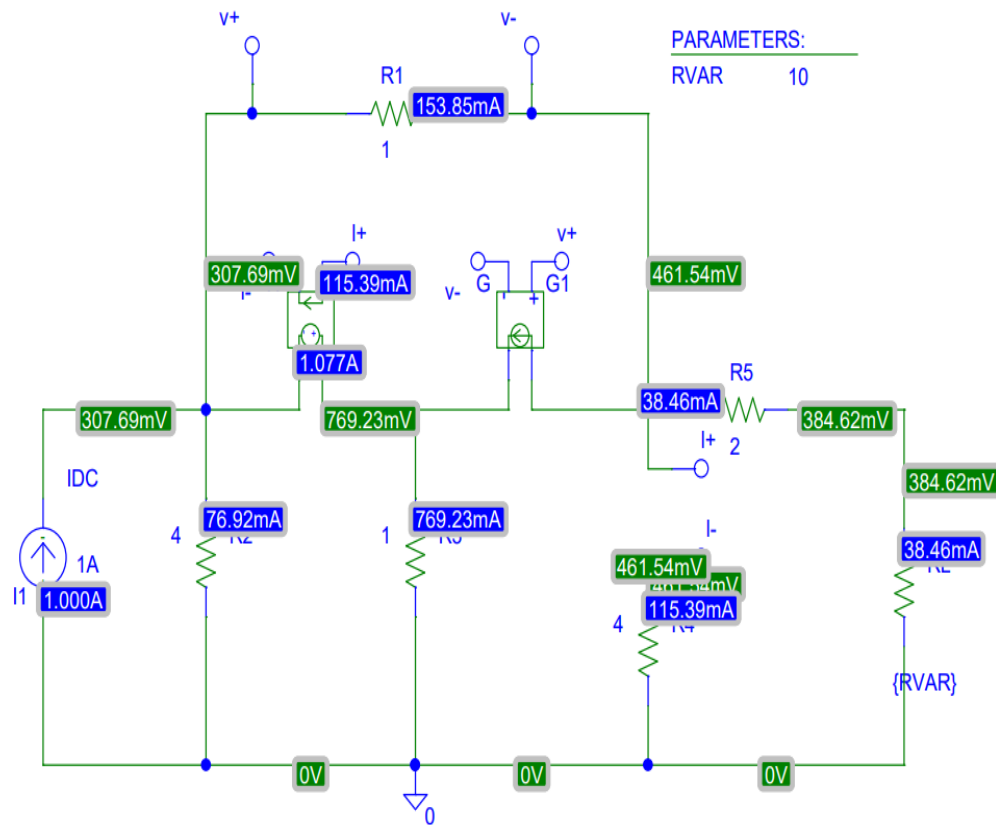 v+
v-
PARAMETERS:
RVAR 10
R1
153.85mA
1
I+
v+
307.69mV
115.39mA
v-
G
G1
461.54mV
- +
1.077A
R5
38.46mA
307.69mV
769.23mV
384.62mV
I+
2
IDC
384.62mV
76.92mA
769.23mA
I-
4
1
38.46mA
1A
461.54mV
I1
1.000A
115.39mA
4
{RVAR}
0V
0V
0V
0